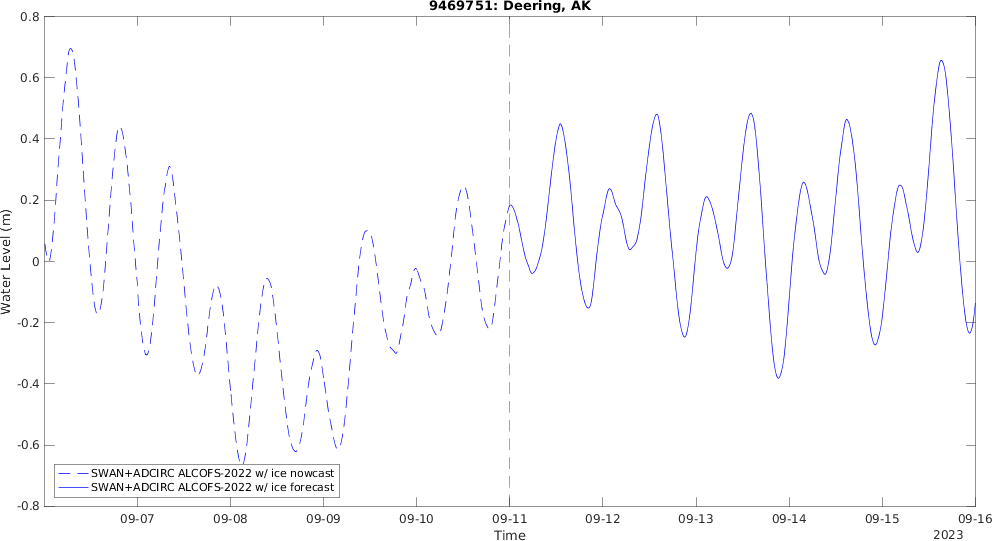 9469751: Deering, AK
0.8
0.6
0.4
0.2
0
-0.2
-0.4
-0.6
-0.8
Water Level (m)
SWAN+ADCIRC ALCOFS-2022 w/ ice nowcast
SWAN+ADCIRC ALCOFS-2022 w/ ice forecast
09-07 09-08 09-09 09-10 09-11 09-12 09-13 09-14 09-15 09-16
Time
2023